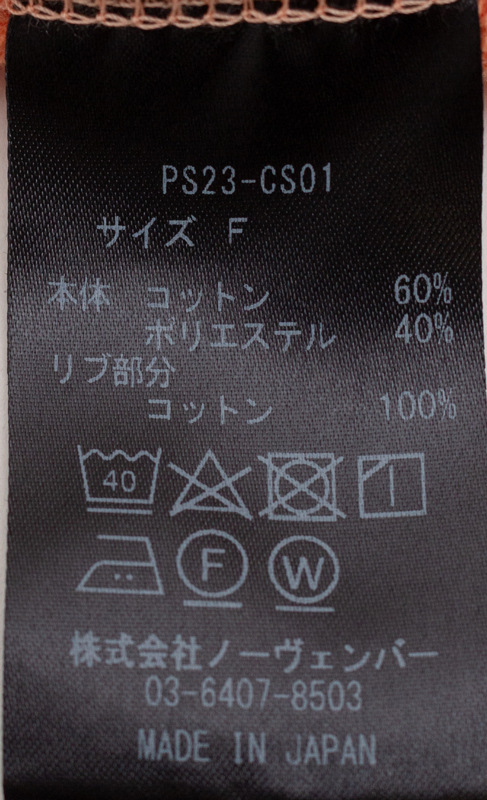 PS23-CS01
サイズ F
本体 コットン 60%
ポリエステル 40%
リブ部分
コットン 100%
40
F W
株式会社ノーヴェンバー
03-6407-8503
MADE IN JAPAN